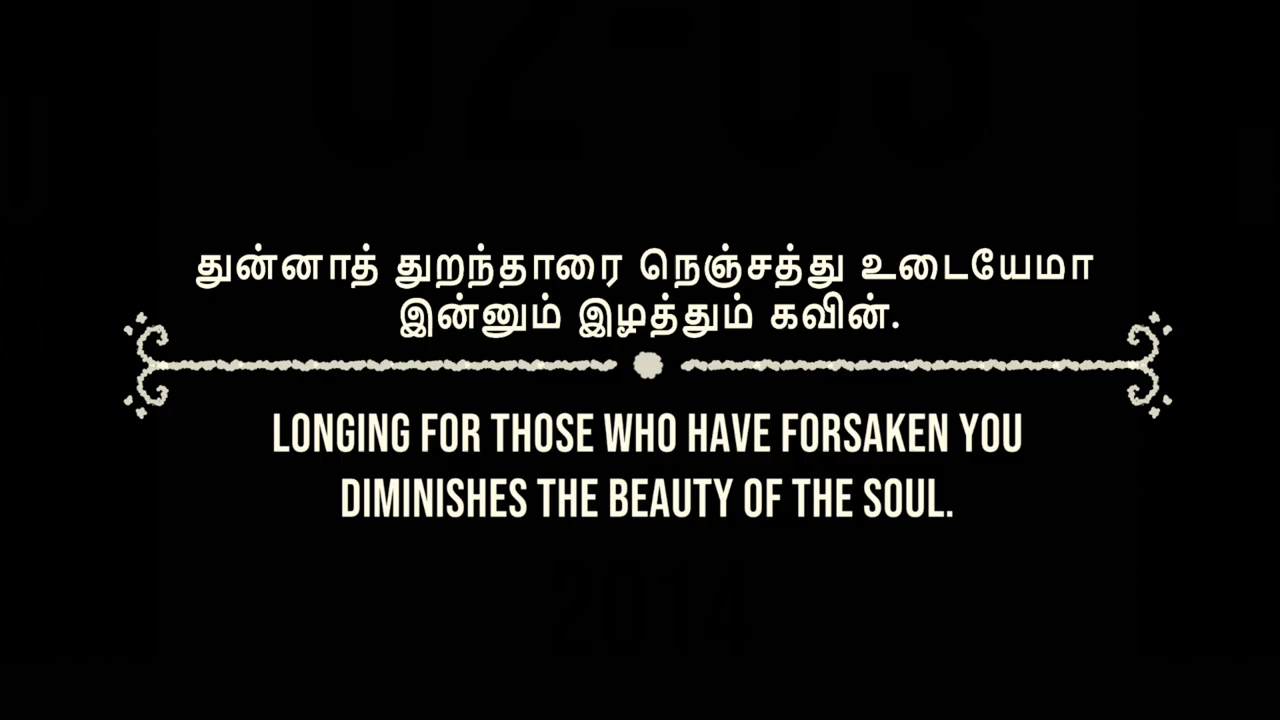 துன்னாத் துறந்தாரை நெஞ்சத்து உடையேமா
இன்னும் இழத்தும் கவின்.
LONGING FOR THOSE WHO HAVE FORSAKEN YOU
DIMINISHES THE BEAUTY OF THE SOUL.
2014